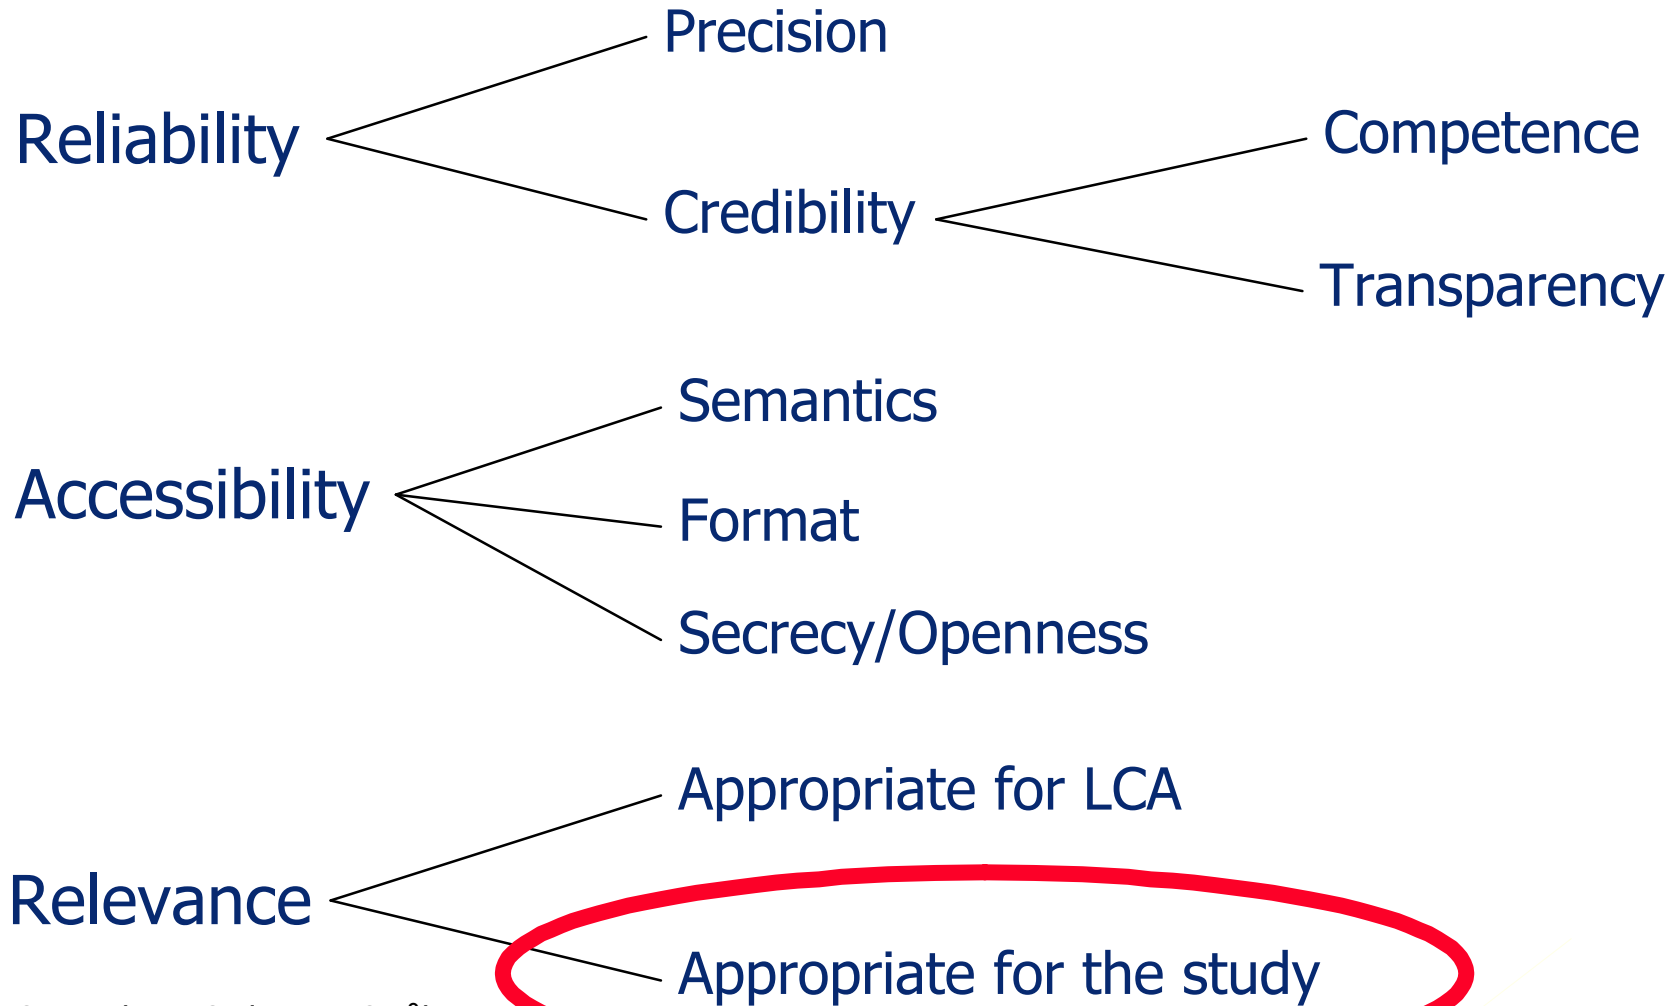 Precision
Reliability
Competence
Credibility
Transparency
Semantics
Accessibility
Format
Secrecy/Openness
Appropriate for LCA
Relevance
Appropriate for the study